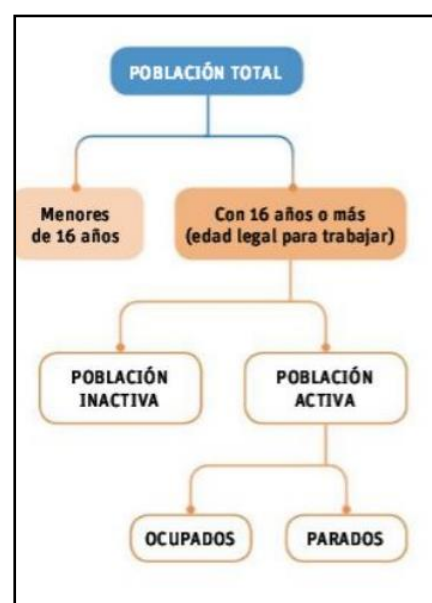 POBLACIÓN TOTAL
Menores
de 16 años
Con 16 años o más
(edad legal para trabajar)
POBLACIÓN
INACTIVA
POBLACIÓN
ACTIVA
OCUPADOS
PARADOS